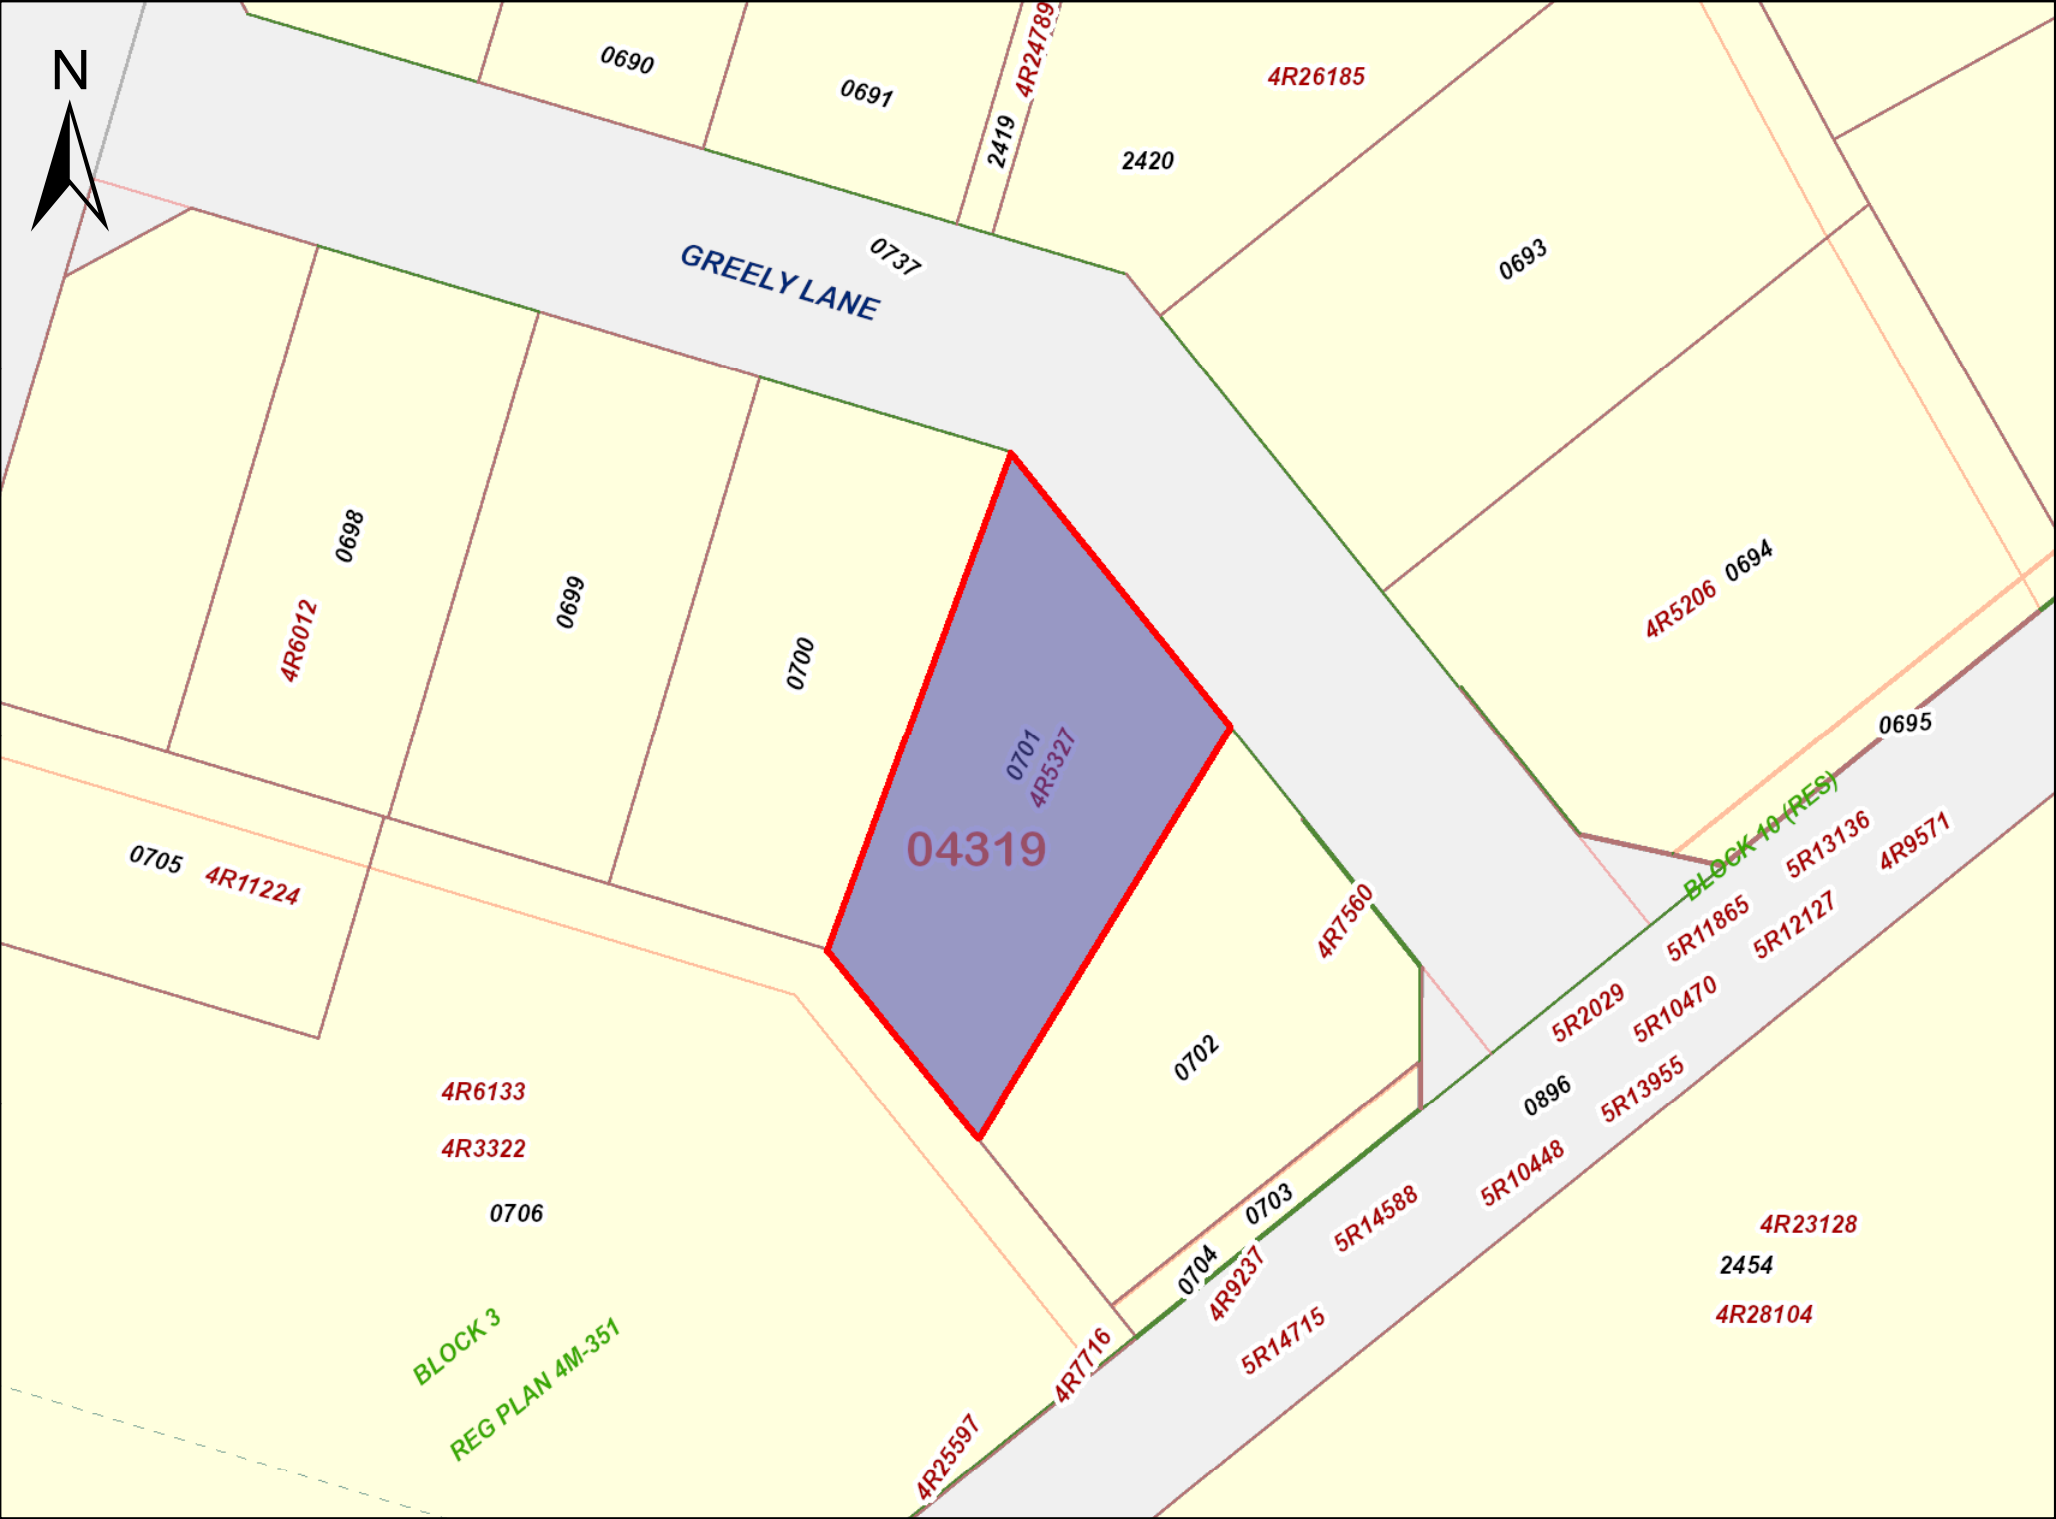 N
0690
0691
4R24789
2419
4R26185
2420
0693
GREELY LANE
0737
0698
4R6012
0699
0700
0701
4R5327
04319
4R5206
0694
0695
BLOCK 10 (RES)
5R13136
4R9571
5R11865
5R12127
5R2029
5R10470
0896
5R13955
5R10448
5R14588
5R14715
0705
4R11224
4R7560
0702
0703
0704
4R9237
4R7716
4R25597
4R6133
4R3322
0706
BLOCK 3
REG PLAN 4M-351
4R23128
2454
4R28104